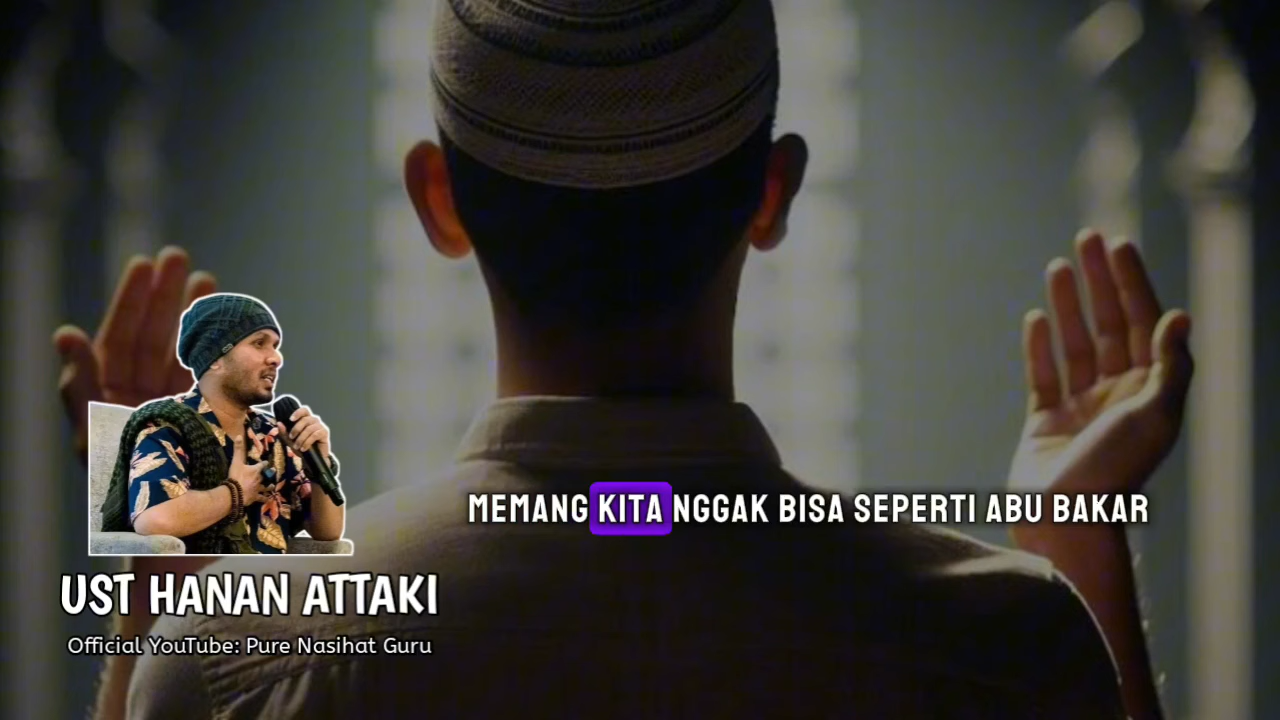 MEMANG KITA NGGAK BISA SEPERTI ABU BAKAR
UST HANAN ATTAKI
Official YouTube: Pure Nasihat Guru